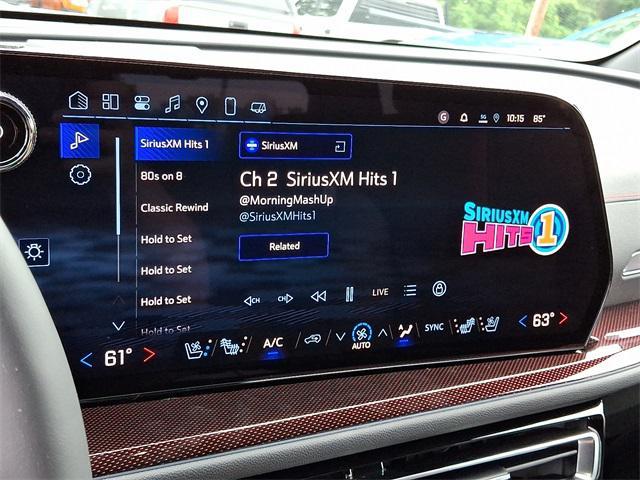 G 5G 10:15 85°
SiriusXM Hits 1
SiriusXM
80s on 8
Ch 2 SiriusXM Hits 1
@MorningMashUp
Classic Rewind
@SiriusXMHits1
SIRIUSXM
HITS 1
Hold to Set
Related
Hold to Set
Hold to Set
CH CH LIVE
Hold to Set
61° A/C AUTO SYNC 63°